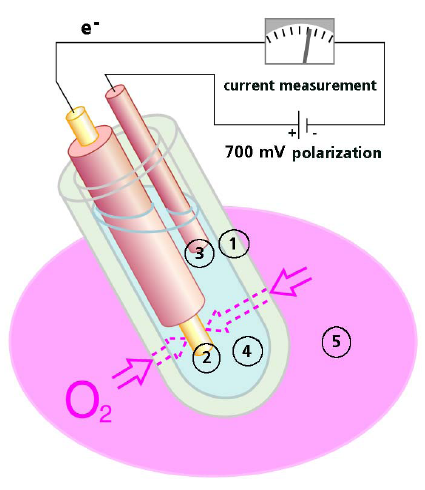 e-
current measurement
+ -
700 mV polarization
1
3
5
4
2
O2